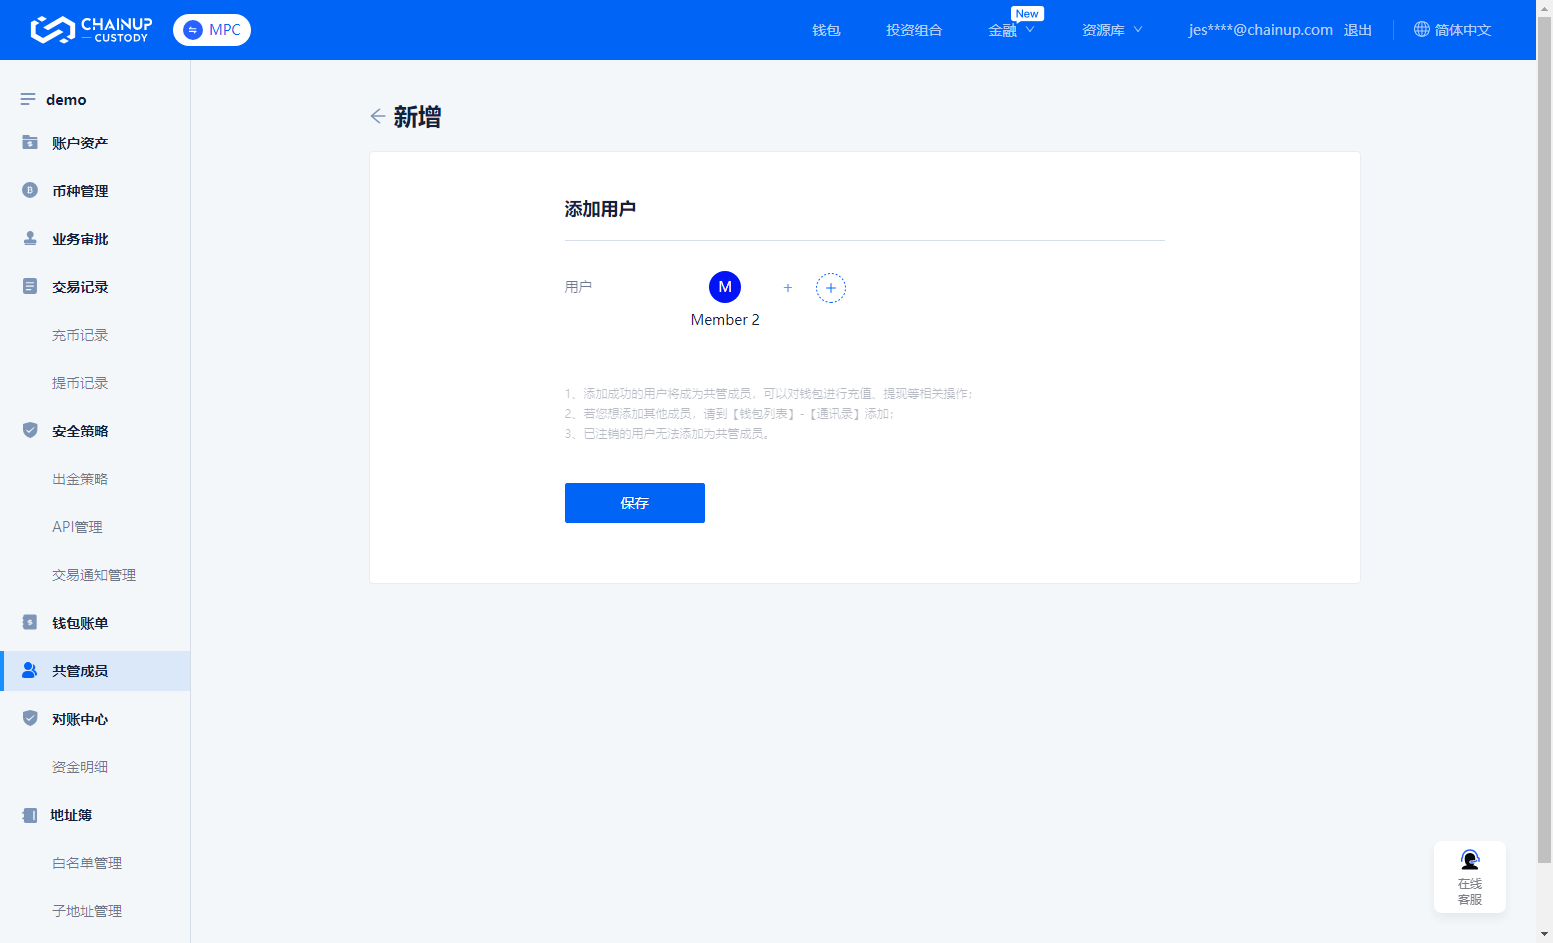 CHAINUP
CUSTODY
MPC
钱包
投资组合
金融
New
资源库
jes****@chainup.com
退出
简体中文
demo
账户资产
币种管理
业务审批
交易记录
充币记录
提币记录
安全策略
出金策略
API管理
交易通知管理
钱包账单
共管成员
对账中心
资金明细
地址簿
白名单管理
子地址管理
新增
添加用户
用户
M
+
+
Member 2
1、添加成功的用户将成为共管成员，可以对钱包进行充值、提现等相关操作；
2、若您想添加其他成员，请到【钱包列表】-【通讯录】添加；
3、已注销的用户无法添加为共管成员。
保存
在线
客服